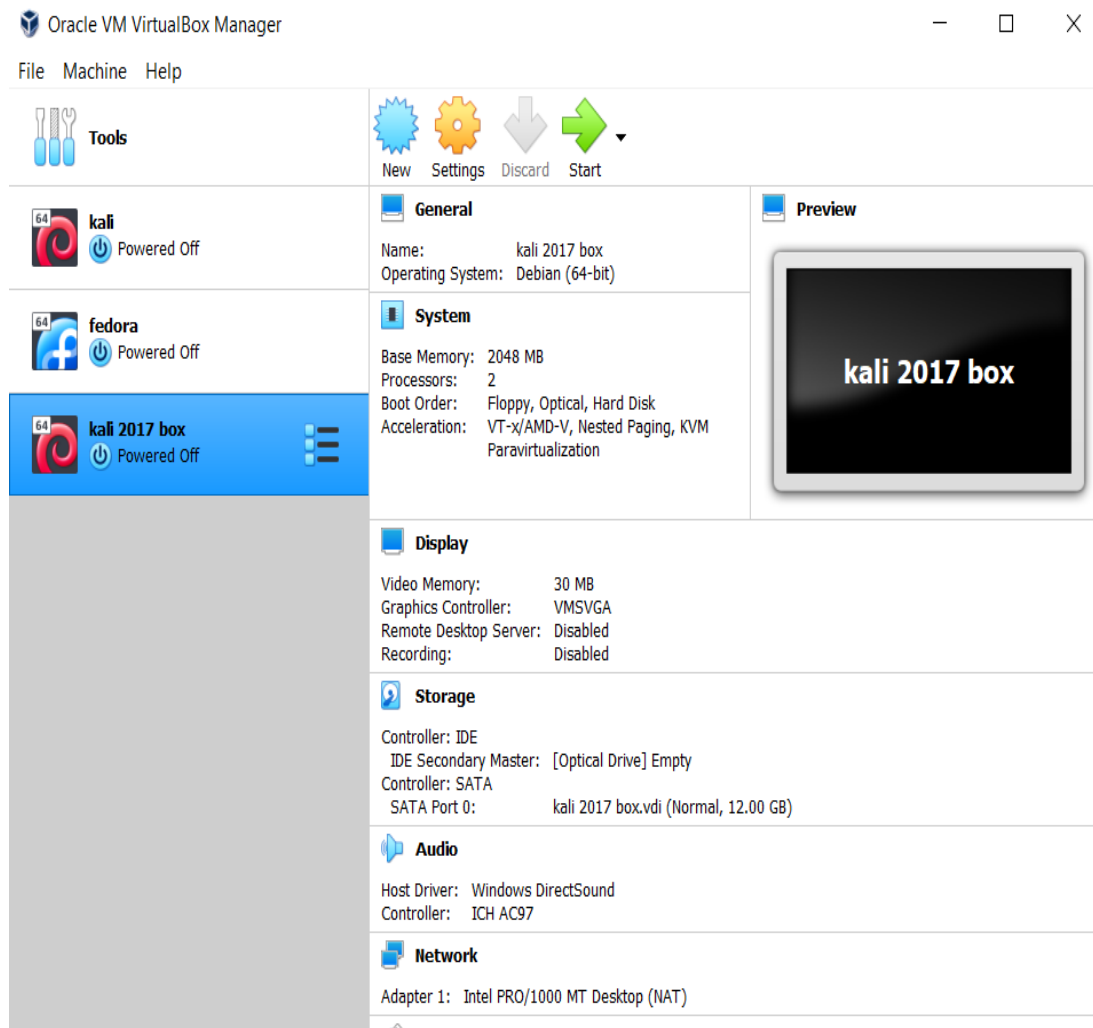 Oracle VM VirtualBox Manager
File Machine Help
Tools
64
kali
Powered Off
64
fedora
Powered Off
64
kali 2017 box
Powered Off
New Settings Discard Start
General
Name: kali 2017 box
Operating System: Debian (64-bit)
System
Base Memory: 2048 MB
Processors: 2
Boot Order: Floppy, Optical, Hard Disk
Acceleration: VT-x/AMD-V, Nested Paging, KVM
Paravirtualization
Preview
kali 2017 box
Display
Video Memory: 30 MB
Graphics Controller: VMSVGA
Remote Desktop Server: Disabled
Recording: Disabled
Storage
Controller: IDE
IDE Secondary Master: [Optical Drive] Empty
Controller: SATA
SATA Port 0: kali 2017 box.vdi (Normal, 12.00 GB)
Audio
Host Driver: Windows DirectSound
Controller: ICH AC97
Network
Adapter 1: Intel PRO/1000 MT Desktop (NAT)